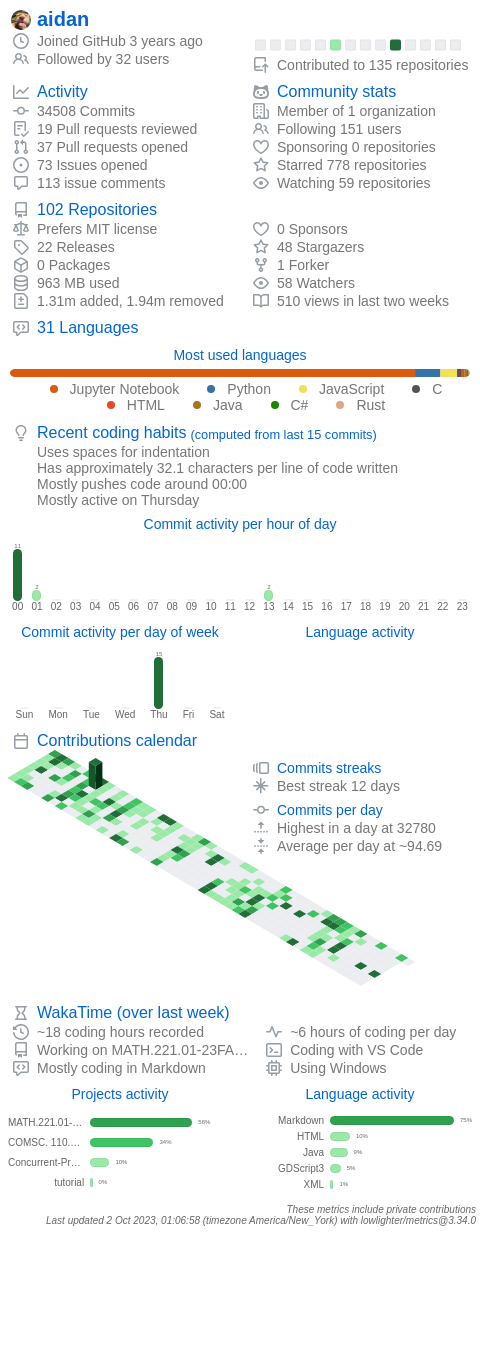 aidan
Joined GitHub 3 years ago
Followed by 32 users
Contributed to 135 repositories
Activity
34508 Commits
19 Pull requests reviewed
37 Pull requests opened
73 Issues opened
113 issue comments
Community stats
Member of 1 organization
Following 151 users
Sponsoring 0 repositories
Starred 778 repositories
Watching 59 repositories
102 Repositories
Prefers MIT license
22 Releases
0 Packages
963 MB used
1.31m added, 1.94m removed
0 Sponsors
48 Stargazers
1 Forker
58 Watchers
510 views in last two weeks
31 Languages
Most used languages
Jupyter Notebook Python JavaScript C
HTML Java C# Rust
Recent coding habits (computed from last 15 commits)
Uses spaces for indentation
Has approximately 32.1 characters per line of code written
Mostly pushes code around 00:00
Mostly active on Thursday
Commit activity per hour of day
11
2 2
00 01 02 03 04 05 06 07 08 09 10 11 12 13 14 15 16 17 18 19 20 21 22 23
Commit activity per day of week
15
Sun Mon Tue Wed Thu Fri Sat
Language activity
Contributions calendar
Commits streaks
Best streak 12 days
Commits per day
Highest in a day at 32780
Average per day at ~94.69
WakaTime (over last week)
~18 coding hours recorded
Working on MATH.221.01-23FA…
Mostly coding in Markdown
~6 hours of coding per day
Coding with VS Code
Using Windows
Projects activity
MATH.221.01-… 56%
COMSC. 110.… 34%
Concurrent-Pr… 10%
tutorial 0%
Language activity
Markdown 75%
HTML 10%
Java 9%
GDScript3 5%
XML 1%
These metrics include private contributions
Last updated 2 Oct 2023, 01:06:58 (timezone America/New_York) with lowlighter/metrics@3.34.0